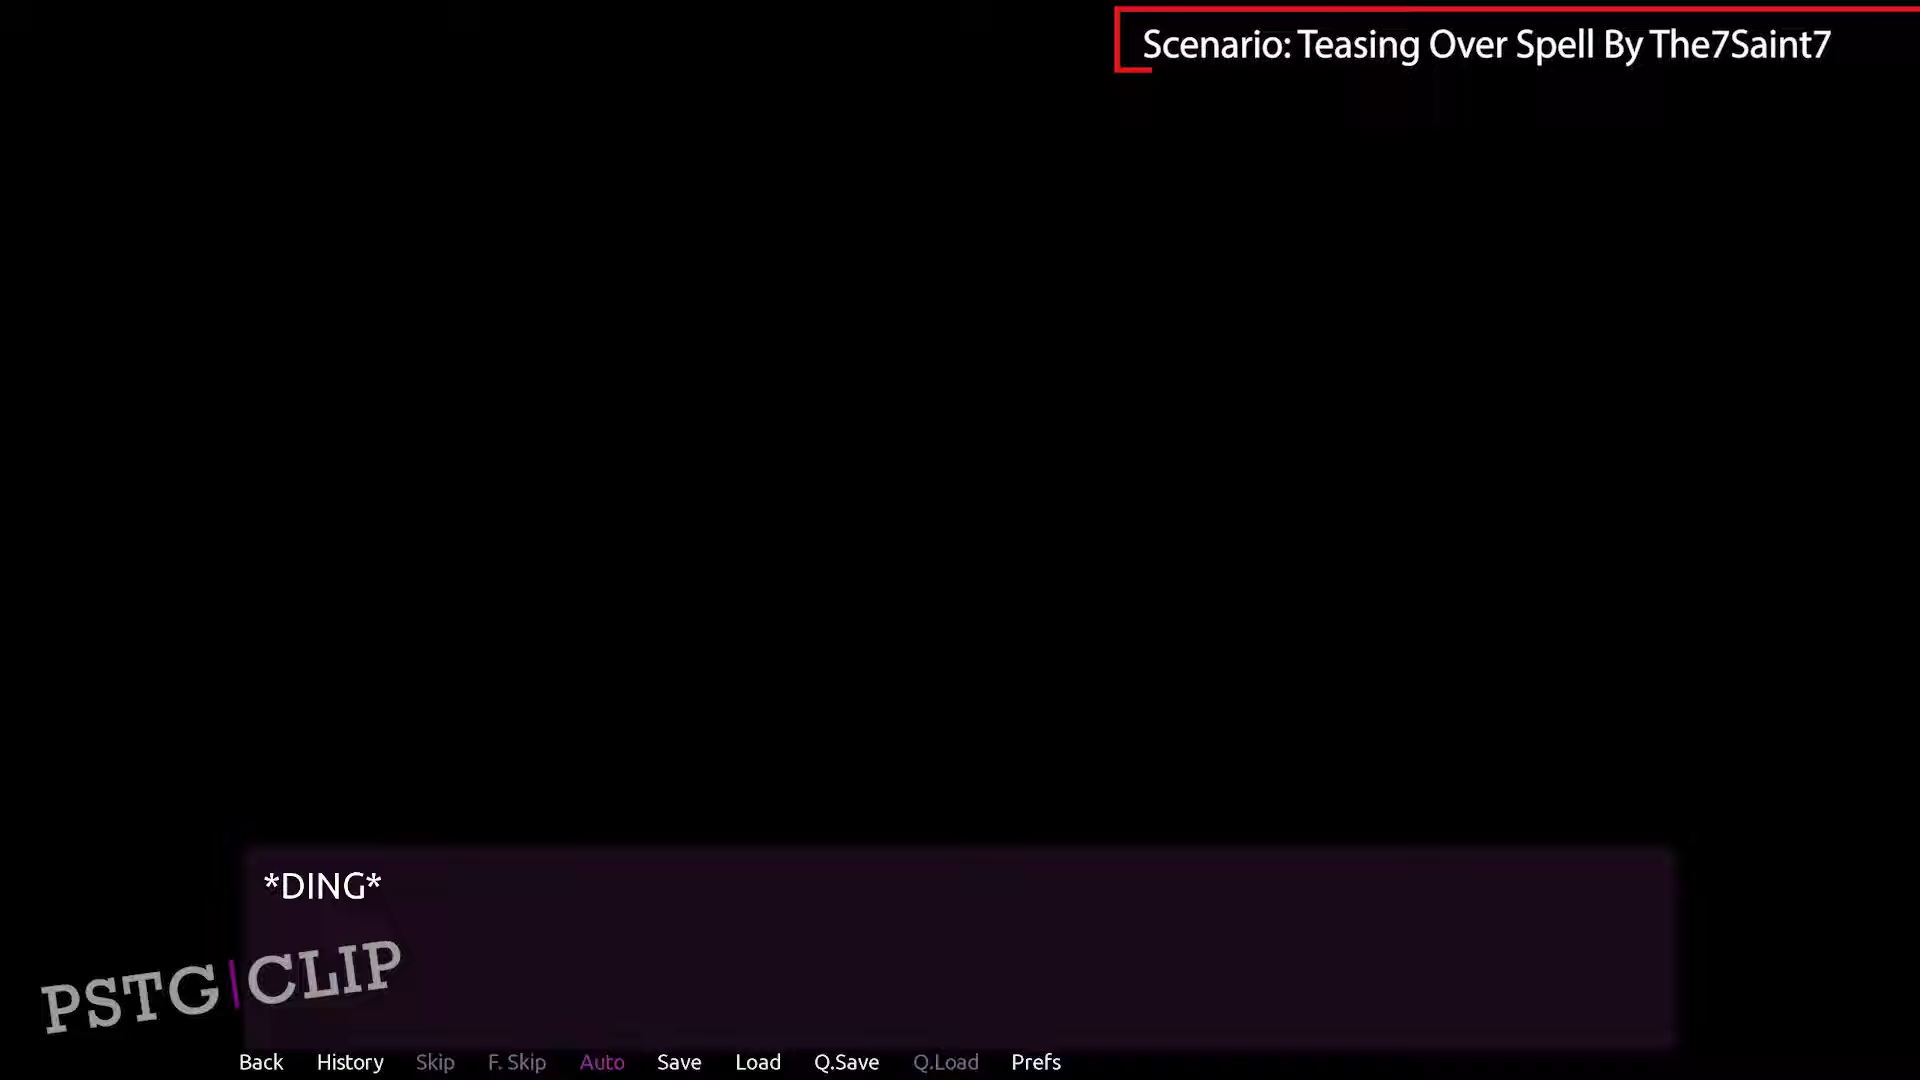 Scenario: Teasing Over Spell By The7Saint7
*DING*
PSTG|CLIP
Back History Skip F. Skip Auto Save Load Q.Save Q.Load Prefs